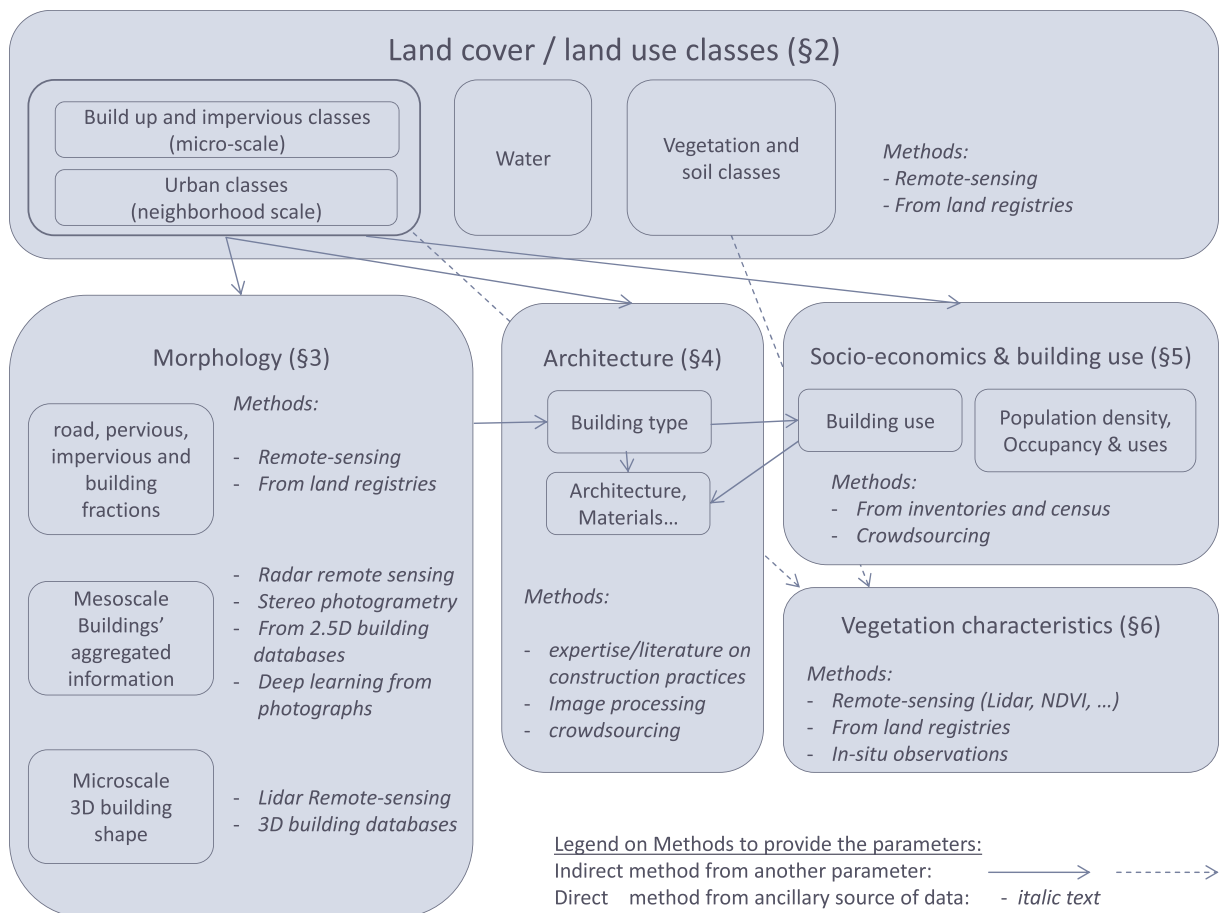 Land cover / land use classes (§2)
Build up and impervious classes
(micro-scale)
Urban classes
(neighborhood scale)
Water
Vegetation and
soil classes
Methods:
- Remote-sensing
- From land registries
Morphology (§3)
road, pervious,
impervious and
building
fractions
Methods:
- Remote-sensing
- From land registries
Mesoscale
Buildings’
aggregated
information
- Radar remote sensing
- Stereo photogrametry
- From 2.5D building
databases
- Deep learning from
photographs
Microscale
3D building
shape
- Lidar Remote-sensing
- 3D building databases
Architecture (§4)
Building type
Architecture,
Materials…
Methods:
- expertise/literature on
construction practices
- Image processing
- crowdsourcing
Socio-economics & building use (§5)
Building use
Population density,
Occupancy & uses
Methods:
- From inventories and census
- Crowdsourcing
Vegetation characteristics (§6)
Methods:
- Remote-sensing (Lidar, NDVI, …)
- From land registries
- In-situ observations
Legend on Methods to provide the parameters:
Indirect method from another parameter:
Direct method from ancillary source of data: - italic text